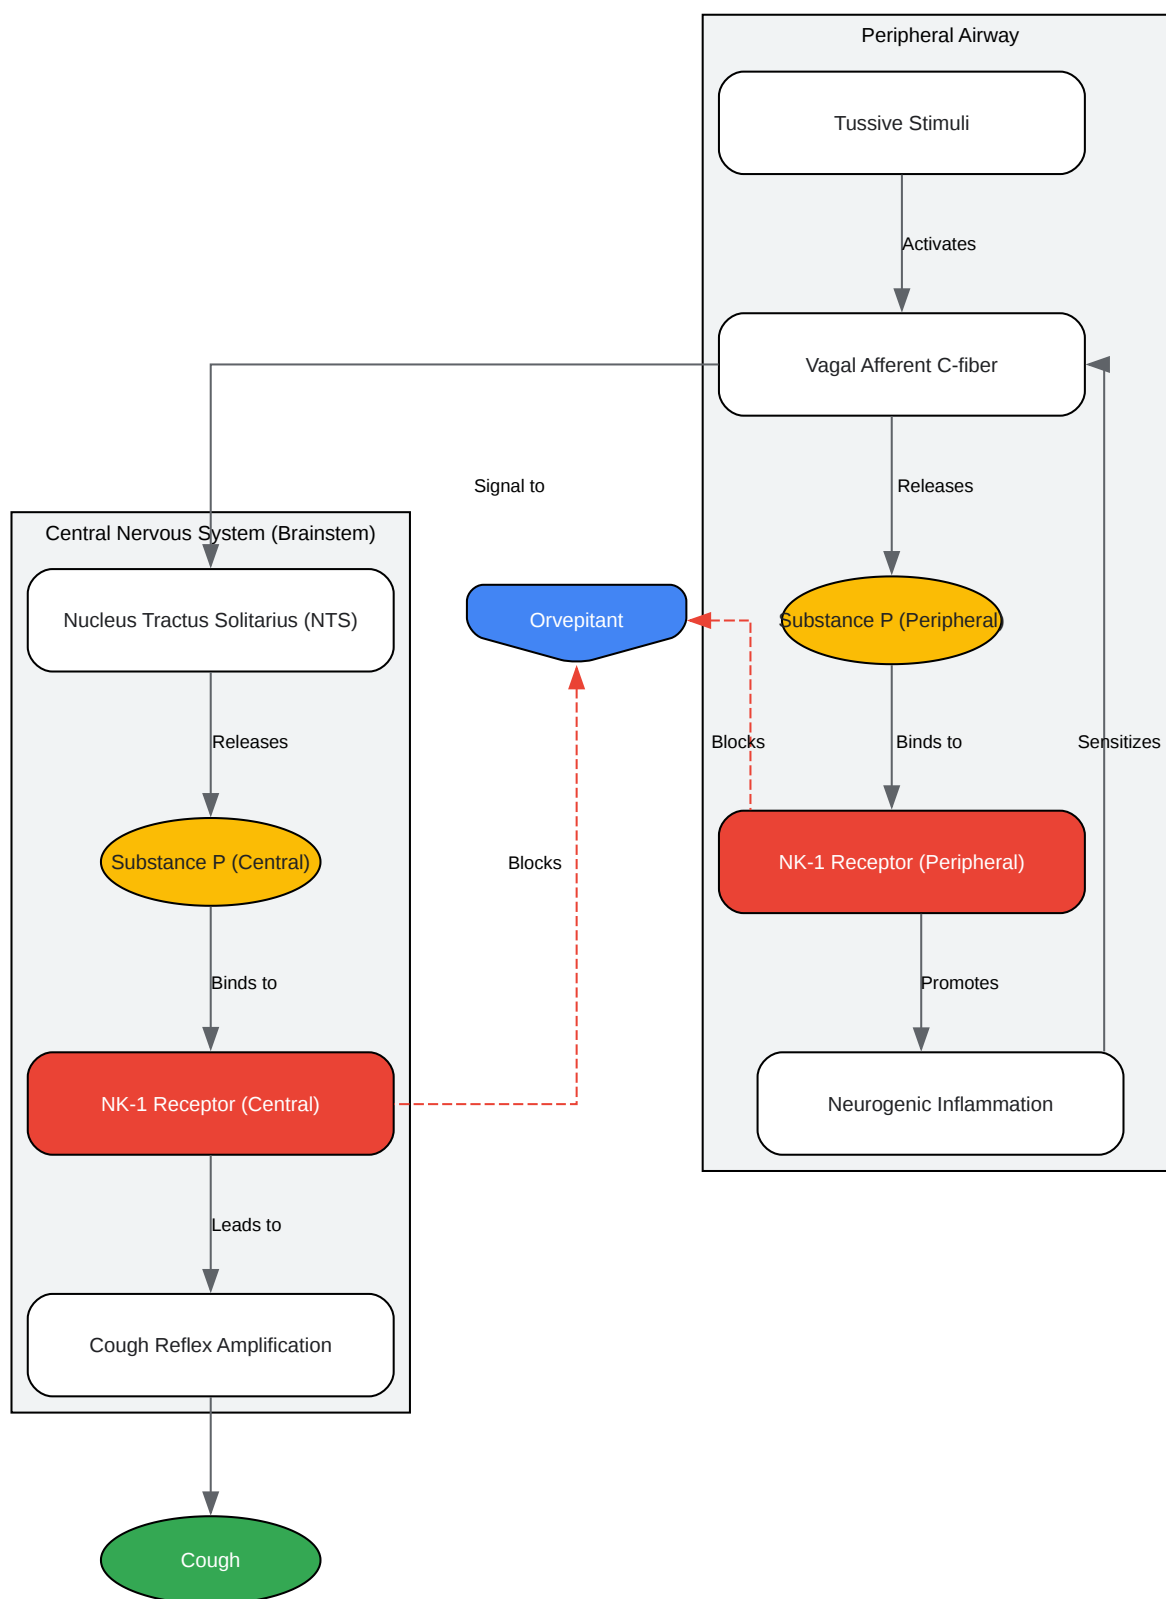 Peripheral Airway
Tussive Stimuli
Activates
Vagal Afferent C-fiber
Signal to
Releases
Central Nervous System (Brainstem)
Nucleus Tractus Solitarius (NTS)
Orvepitant
Substance P (Peripheral)
Releases
Blocks
Binds to
Sensitizes
Substance P (Central)
Blocks
NK-1 Receptor (Peripheral)
Binds to
Promotes
NK-1 Receptor (Central)
Neurogenic Inflammation
Leads to
Cough Reflex Amplification
Cough